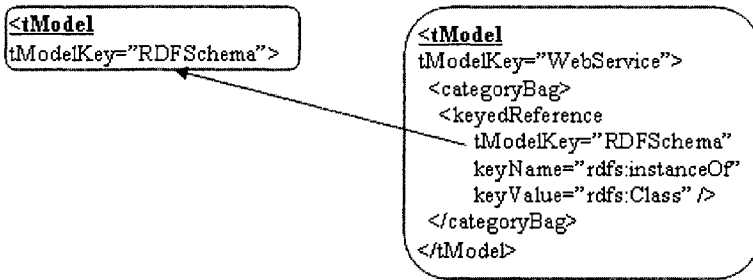 <tModel
tModelKey="RDFSchema">
<tModel
tModelKey="WebService">
<categoryBag>
<keyedReference
tModelKey="RDFSchema"
keyName="rdfs:instanceOf"
keyValue="rdfs:Class" />
</categoryBag>
</tModel>